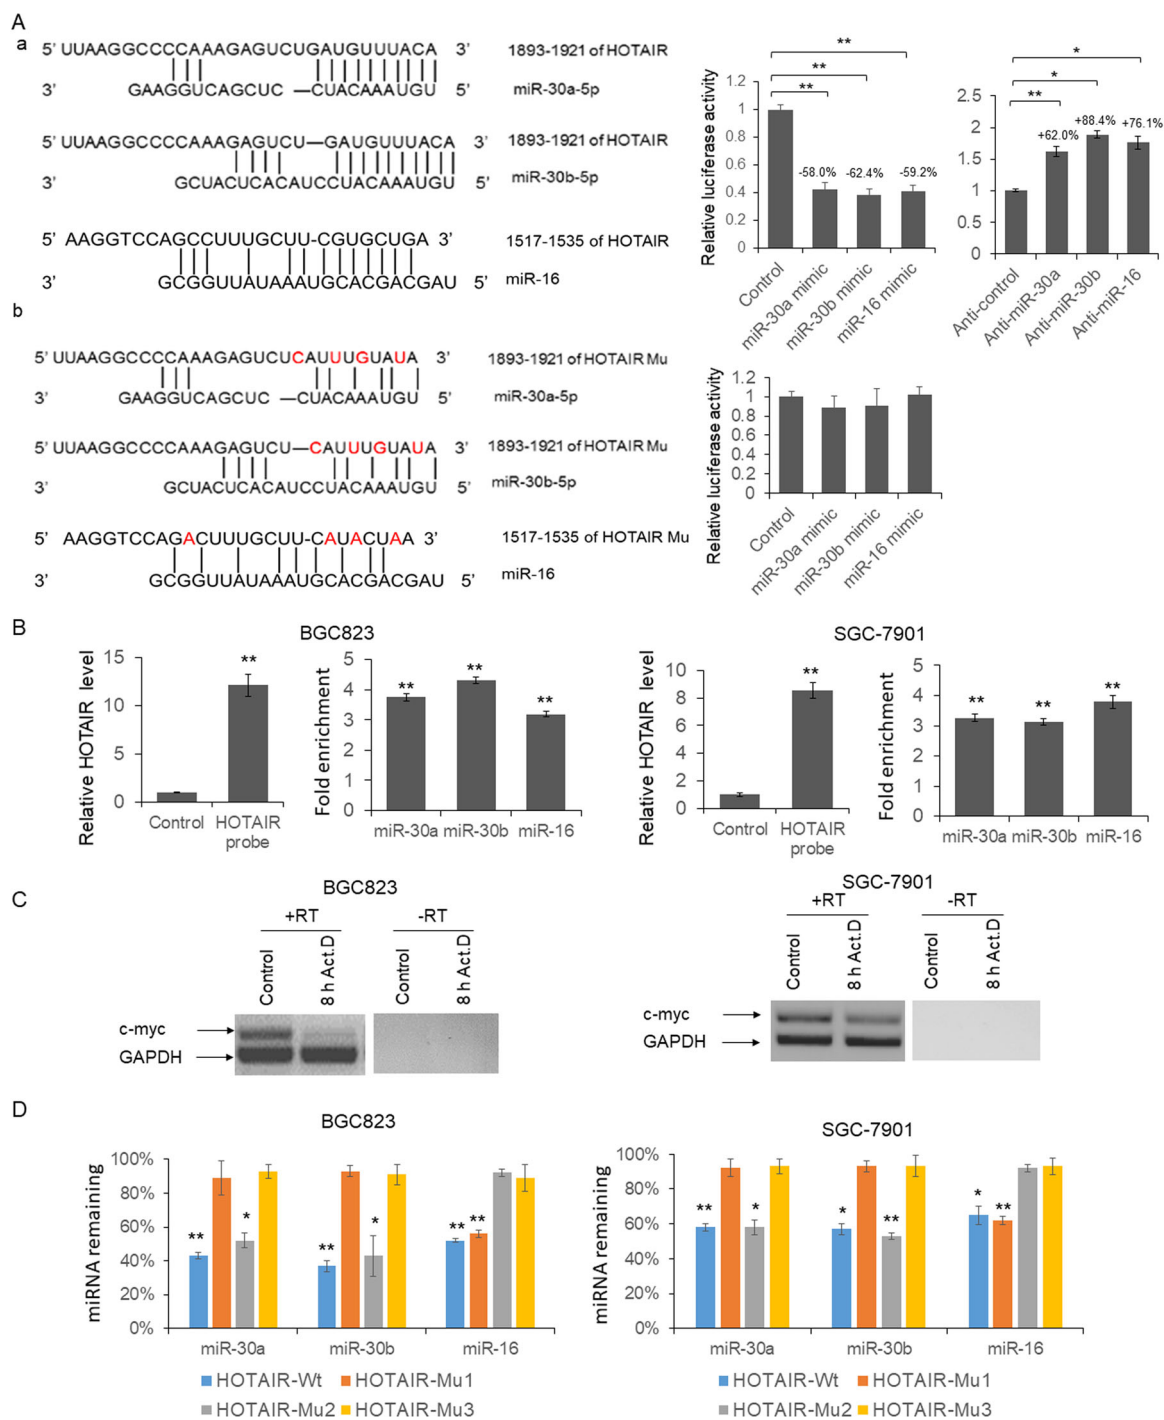 A
a
5' UUAAGGCCCCAAAGAGUCUGAUGUUUACA 3' 1893-1921 of HOTAIR
3' GAAGGUCAGCUC —CUACAAAUGU 5' miR-30a-5p
5' UUAAGGCCCCAAAGAGUCU—GAUGUUUACA 3' 1893-1921 of HOTAIR
3' GCUACUCACAUCCUACAAAUGU 5' miR-30b-5p
5' AAGGTCCAGCCUUUGCUU-CGUGCUGA 3' 1517-1535 of HOTAIR
3' GCGGUUAUAAAUGCACGACGAU 5' miR-16
Relative luciferase activity
1.2
1
0.8
0.6
0.4
0.2
0
** ** **
-58.0% -62.4% -59.2%
Control
miR-30a mimic
miR-30b mimic
miR-16 mimic
2.5
2
1.5
1
0.5
0
** * *
+62.0% +88.4% +76.1%
Anti-control
Anti-miR-30a
Anti-miR-30b
Anti-miR-16
b
5' UUAAGGCCCCAAAGAGUCUCAUUUGUAUA 3' 1893-1921 of HOTAIR Mu
3' GAAGGUCAGCUC —CUACAAAUGU 5' miR-30a-5p
5' UUAAGGCCCCAAAGAGUCU—CAUUUGUAUA 3' 1893-1921 of HOTAIR Mu
3' GCUACUCACAUCCUACAAAUGU 5' miR-30b-5p
5' AAGGTCCAGACUUUGCUU-CAUACUAA 3' 1517-1535 of HOTAIR Mu
3' GCGGUUAUAAAUGCACGACGAU 5' miR-16
Relative luciferase activity
1.2
1
0.8
0.6
0.4
0.2
0
Control
miR-30a mimic
miR-30b mimic
miR-16 mimic
B
BGC823
Relative HOTAIR level
15
10
5
0
**
Control HOTAIR probe
Fold enrichment
5
4
3
2
1
0
** ** **
miR-30a miR-30b miR-16
SGC-7901
Relative HOTAIR level
10
8
6
4
2
0
**
Control HOTAIR probe
Fold enrichment
5
4
3
2
1
0
** ** **
miR-30a miR-30b miR-16
C
BGC823
+RT -RT
Control
8 h Act.D
Control
8 h Act.D
c-myc
GAPDH
SGC-7901
+RT -RT
Control
8 h Act.D
Control
8 h Act.D
c-myc
GAPDH
D
BGC823
miRNA remaining
100%
80%
60%
40%
20%
0%
** * ** * ** **
miR-30a miR-30b miR-16
HOTAIR-Wt HOTAIR-Mu1
HOTAIR-Mu2 HOTAIR-Mu3
SGC-7901
miRNA remaining
100%
80%
60%
40%
20%
0%
** * * ** * **
miR-30a miR-30b miR-16
HOTAIR-Wt HOTAIR-Mu1
HOTAIR-Mu2 HOTAIR-Mu3